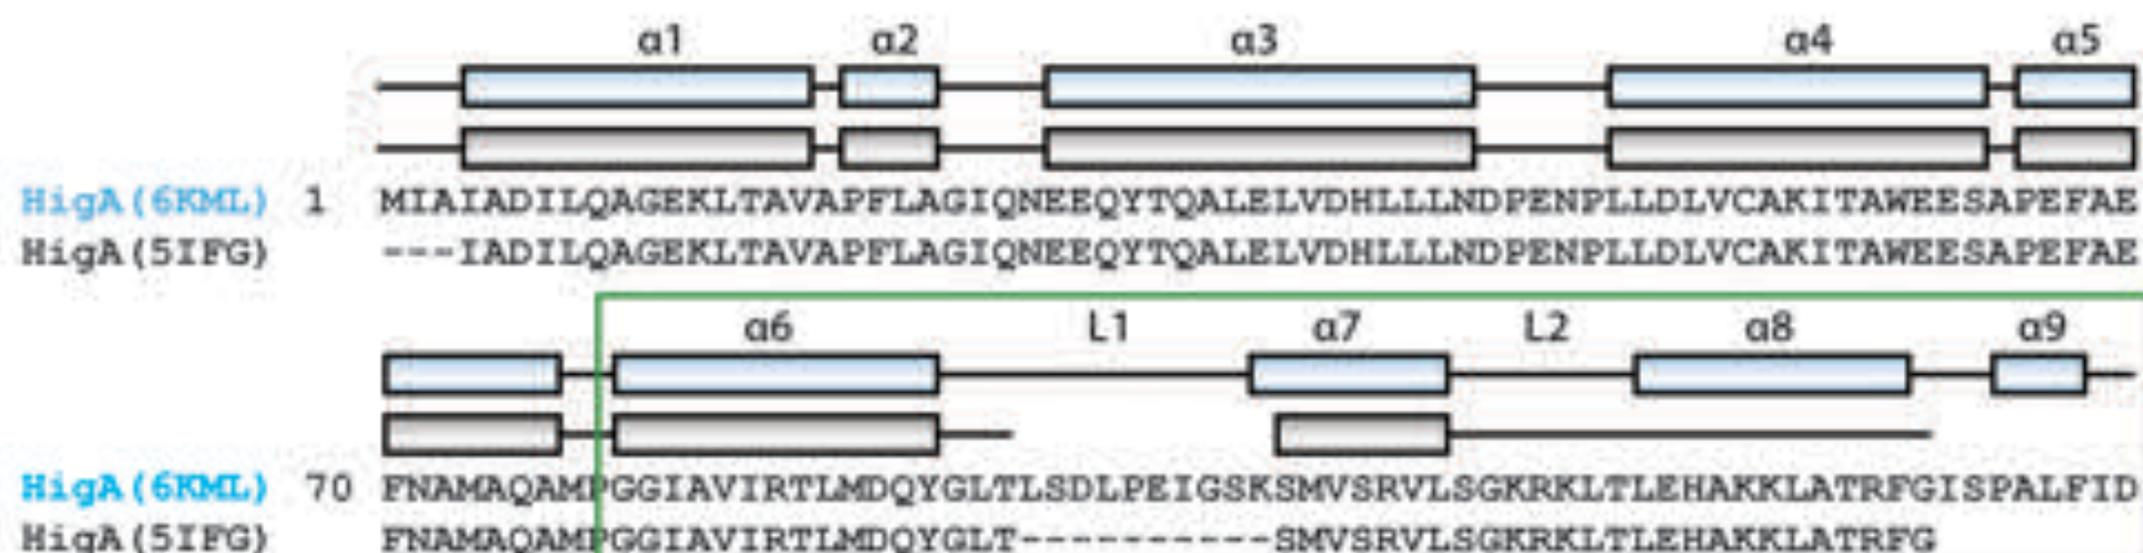 α1 α2 α3 α4 α5
HigA(6KML) 1 MIAIADILQAGEKLTAVAPFLAGIQNEEQYTQALELVDHLLLNDPENPLLDLVCAKITAWEESAPEFAE
HigA(5IFG) ---IADILQAGEKLTAVAPFLAGIQNEEQYTQALELVDHLLLNDPENPLLDLVCAKITAWEESAPEFAE
α6 L1 α7 L2 α8 α9
HigA(6KML) 70 FNAMAQAMPGGIAVIRTLMDQYGLTLSDLPEIGSKSMVSRVLSGKRKLTLEHAKKLATRFGISPALFID
HigA(5IFG) FNAMAQAMPGGIAVIRTLMDQYGLT----------SMVSRVLSGKRKLTLEHAKKLATRFG